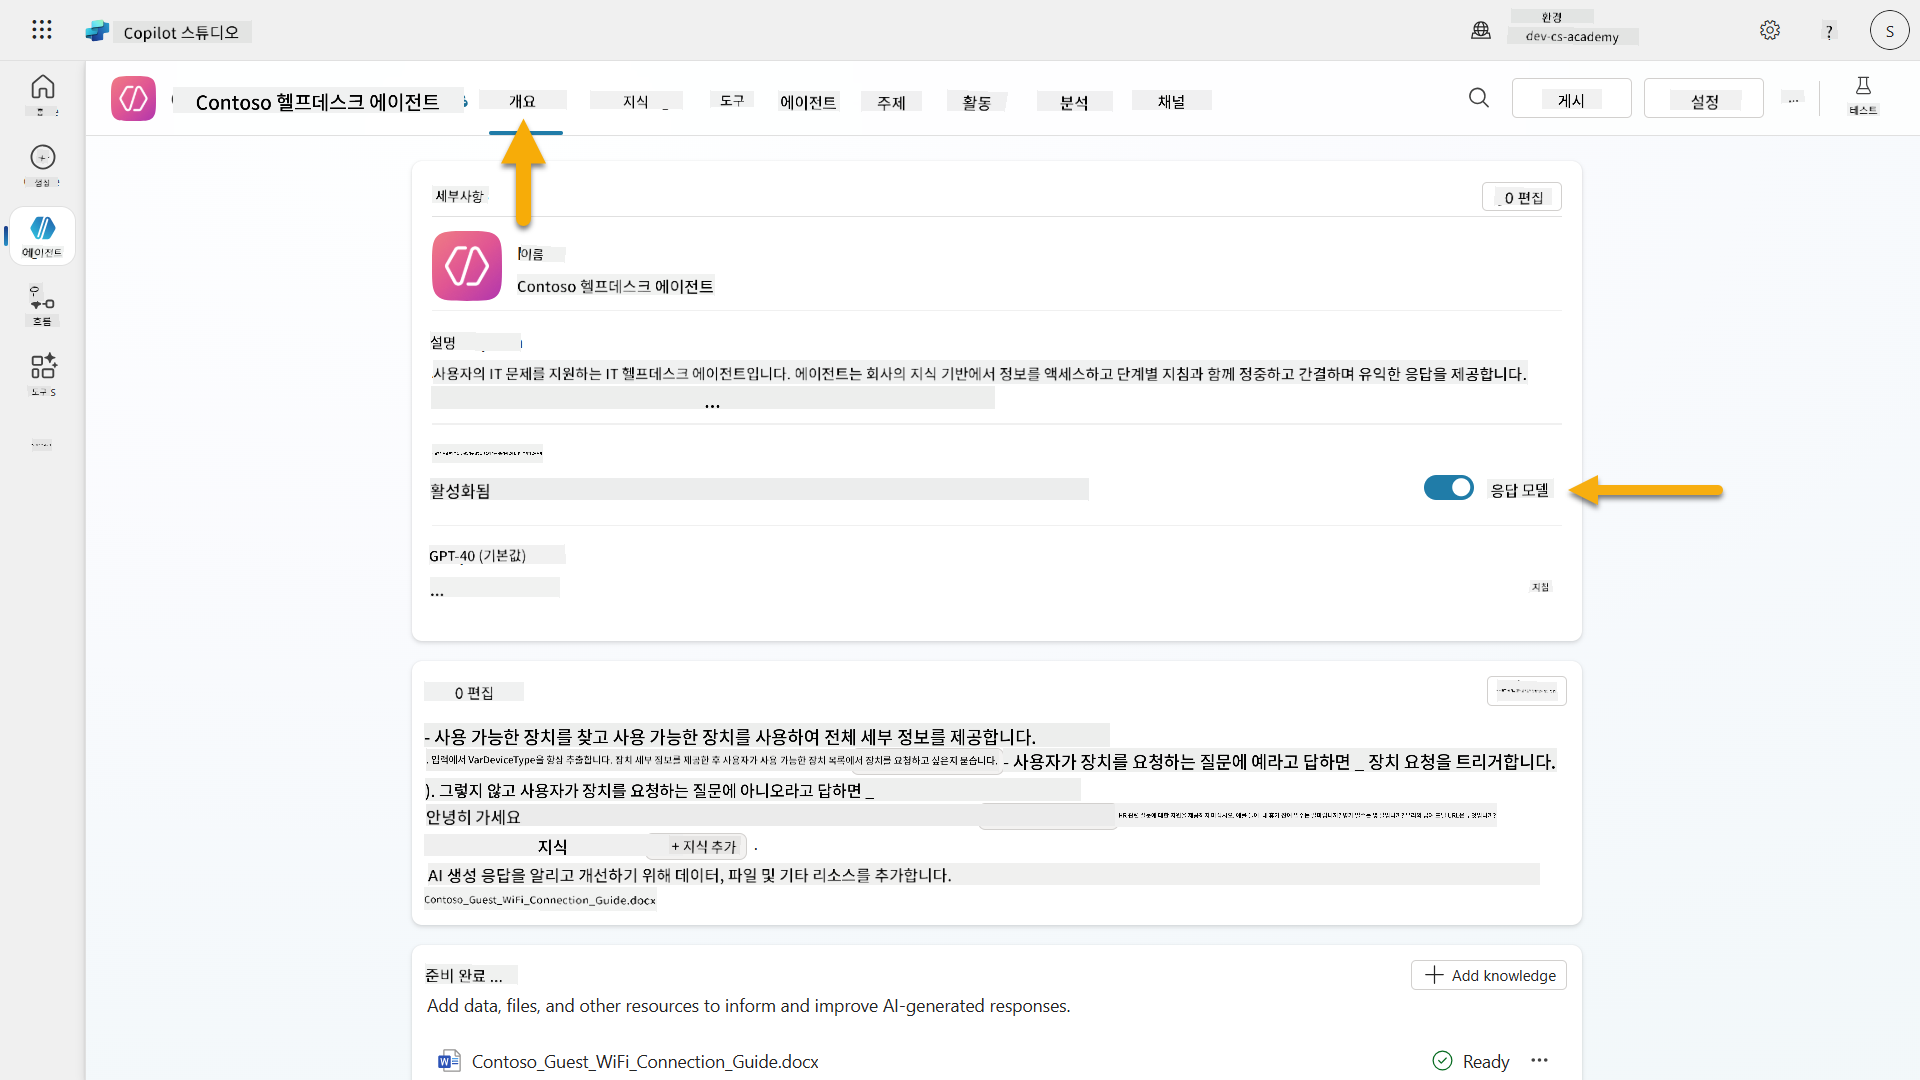 Copilot 스튜디오
환경
dev-cs-academy
?
S
Contoso 헬프데스크 에이전트
개요
지식
도구
에이전트
주제
활동
분석
채널
게시
설정
...
테스트
에이전트
흐름
도구 S
세부사항
O 편집
이름
Contoso 헬프데스크 에이전트
설명
사용자의 IT 문제를 지원하는 IT 헬프데스크 에이전트입니다. 에이전트는 회사의 지식 기반에서 정보를 액세스하고 단계별 지침과 함께 정중하고 간결하며 유익한 응답을 제공합니다.
...
활성화됨
응답 모델
GPT-4o (기본값)
...
지침
O 편집
- 사용 가능한 장치를 찾고 사용 가능한 장치를 사용하여 전체 세부 정보를 제공합니다.
. 입력에서 VarDeviceType을 항상 추출합니다. 장치 세부 정보를 제공한 후 사용자가 사용 가능한 장치 목록에서 장치를 요청하고 싶은지 묻습니다. - 사용자가 장치를 요청하는 질문에 예라고 답하면 _ 장치 요청을 트리거합니다.
). 그렇지 않고 사용자가 장치를 요청하는 질문에 아니오라고 답하면 _
안녕히 가세요
지식
+ 지식 추가
.
AI 생성 응답을 알리고 개선하기 위해 데이터, 파일 및 기타 리소스를 추가합니다.
Contoso_Guest_WiFi_Connection_Guide.docx
준비 완료 ...
Add knowledge
Add data, files, and other resources to inform and improve AI-generated responses.
Contoso_Guest_WiFi_Connection_Guide.docx
Ready
...